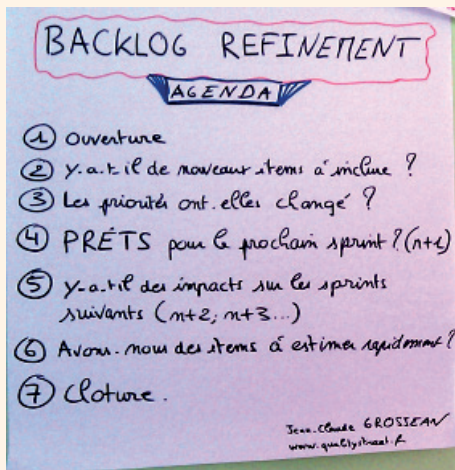 BACKLOG REFINEMENT
AGENDA
1 Ouverture
2 Y-a-t-il de nouveaux items à inclure ?
3 Les priorités ont-elles changé ?
4 PRÊTS pour le prochain sprint ? (n+1)
5 Y-a-t-il des impacts sur les sprints
suivants (n+2; n+3...)
6 Avons-nous des items à estimer rapidement ?
7 Cloture.
Jean-Claude GROSJEAN
www.qualitystreet.fr